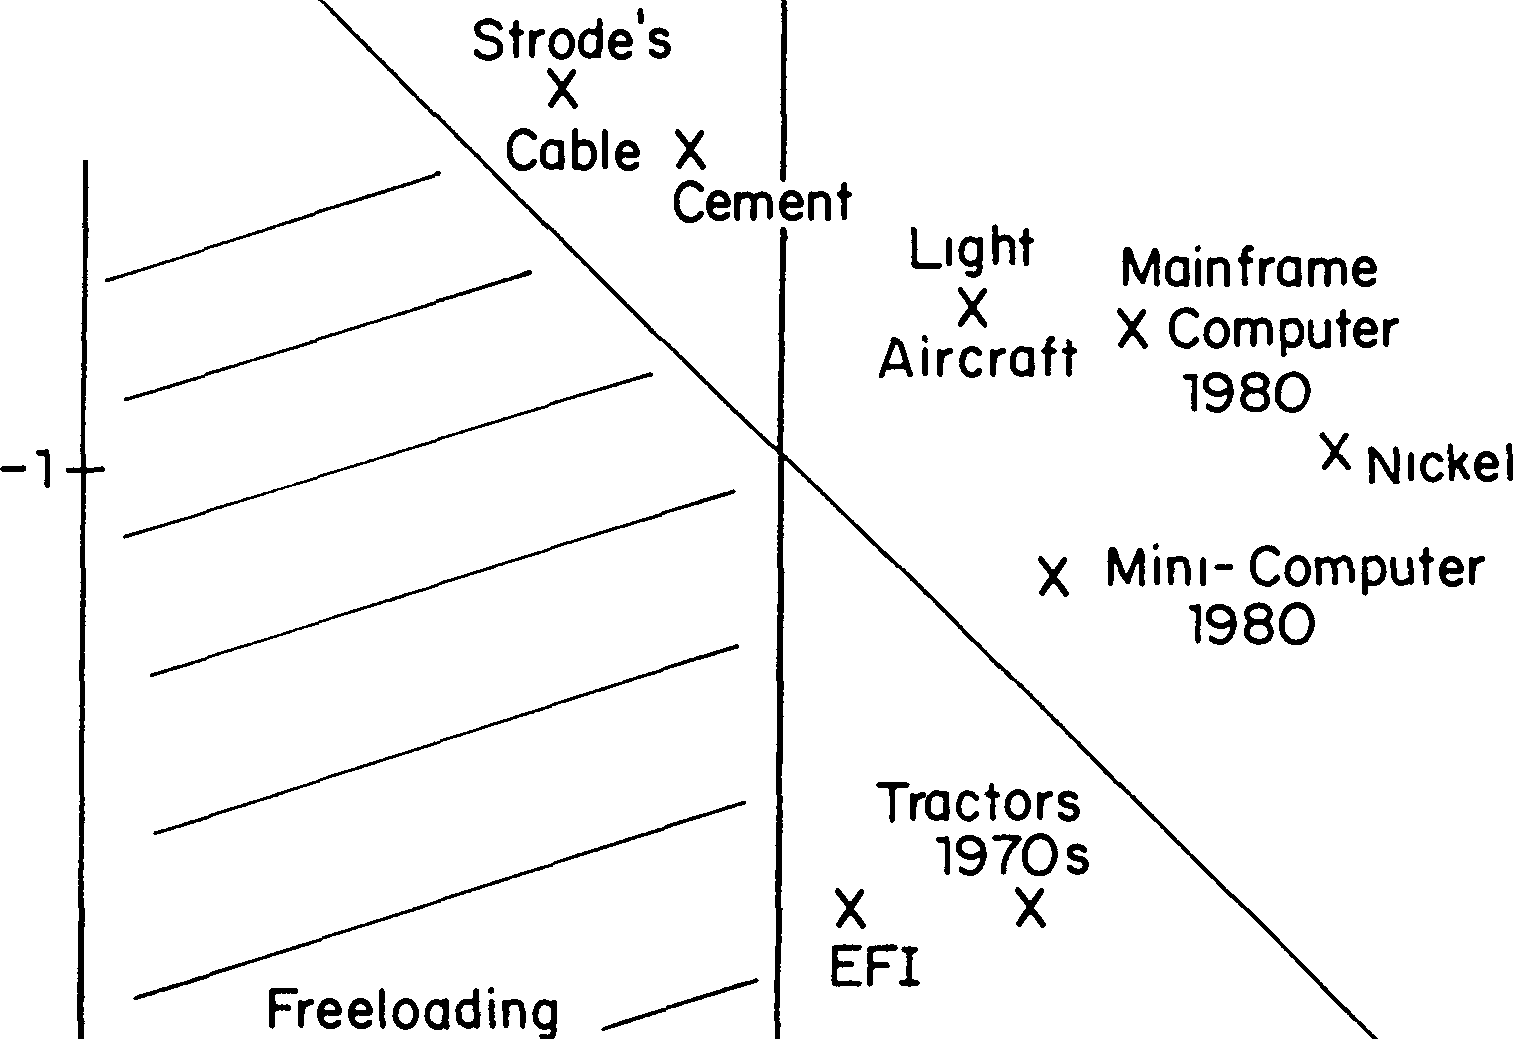 Strode's
X
Cable X
Cement
Light
X
Aircraft
Mainframe
X Computer
1980
-1
X Nickel
X Mini-Computer
1980
Tractors
1970s
X X
EFI
Freeloading